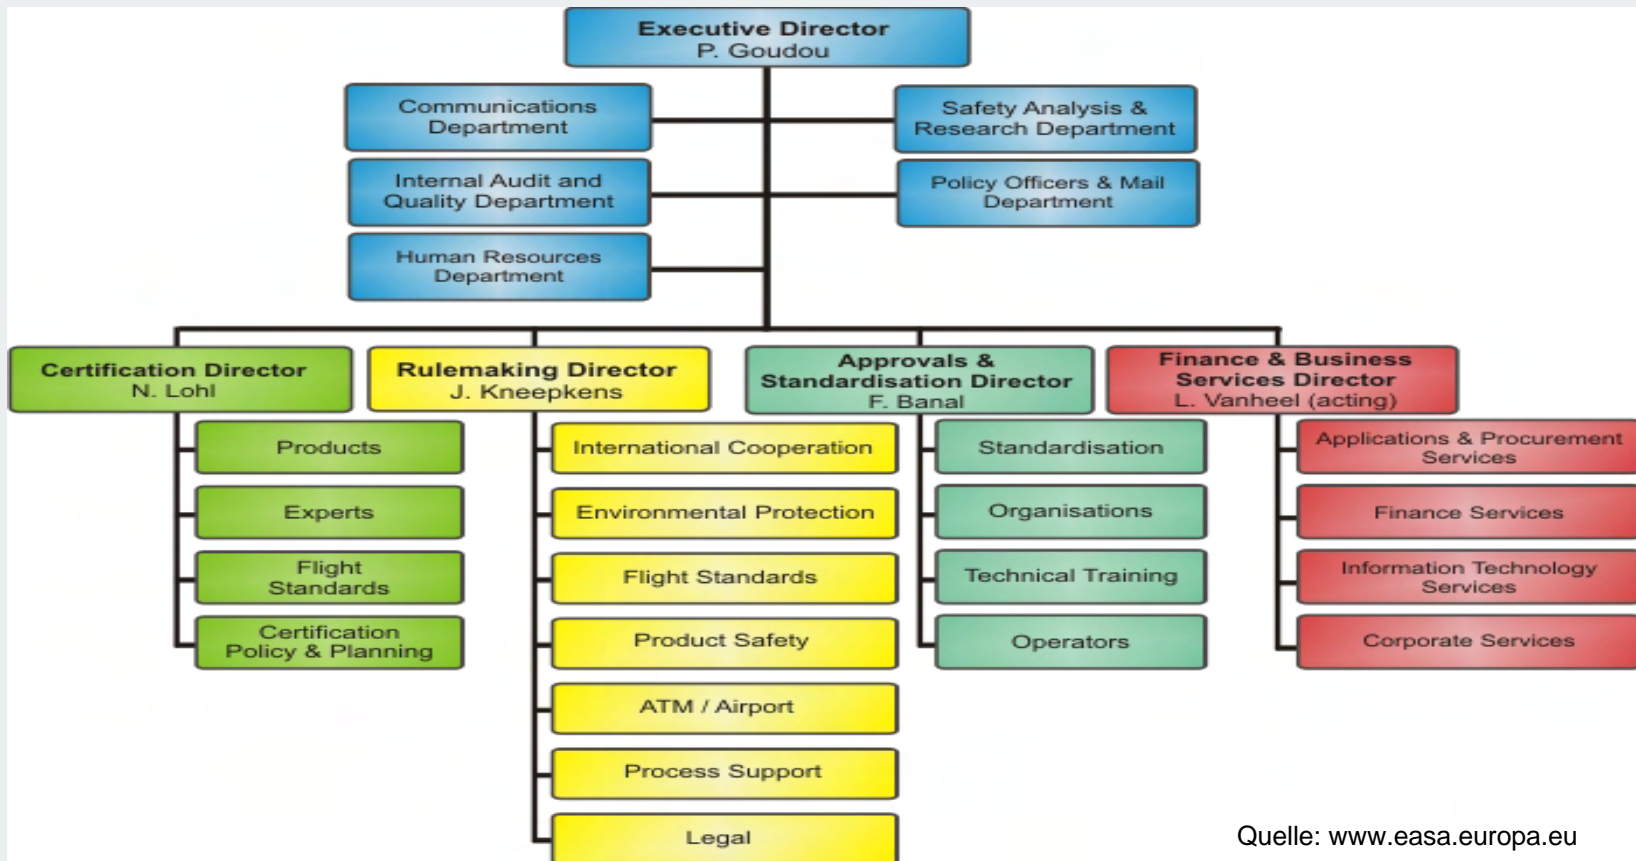 Executive Director
P. Goudou
Communications
Department
Safety Analysis &
Research Department
Internal Audit and
Quality Department
Policy Officers & Mail
Department
Human Resources
Department
Certification Director
N. Lohl
Rulemaking Director
J. Kneepkens
Approvals &
Standardisation Director
F. Banal
Finance & Business
Services Director
L. Vanheel (acting)
Products
Experts
Flight
Standards
Certification
Policy & Planning
International Cooperation
Environmental Protection
Flight Standards
Product Safety
ATM / Airport
Process Support
Legal
Standardisation
Organisations
Technical Training
Operators
Applications & Procurement
Services
Finance Services
Information Technology
Services
Corporate Services
Quelle: www.easa.europa.eu